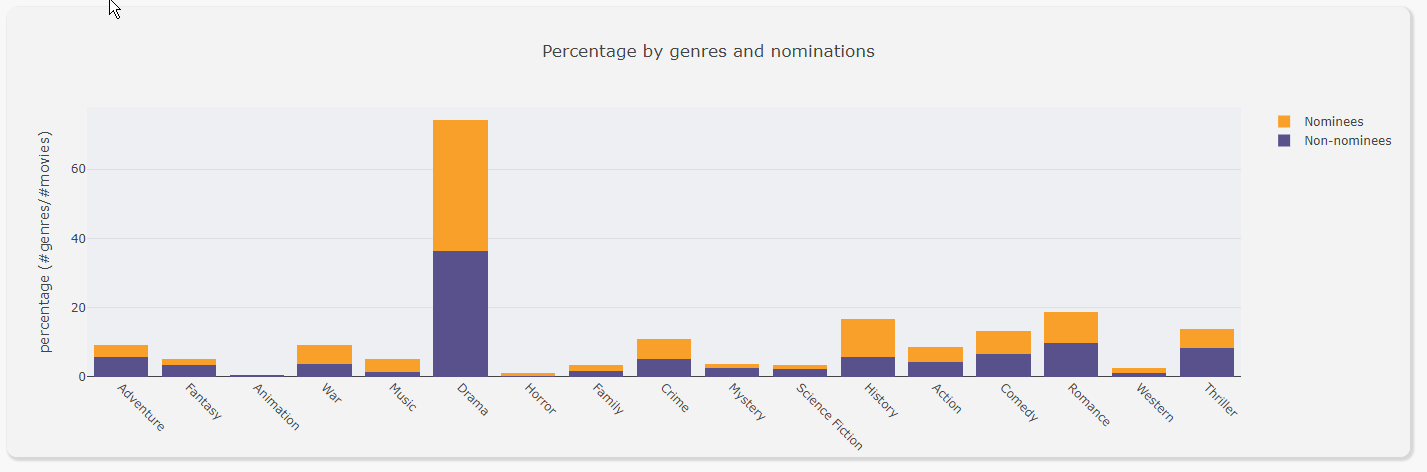 Percentage by genres and nominations
Nominees
Non-nominees
percentage (#genres/#movies)
60
40
20
0
Adventure
Fantasy
Animation
War
Music
Drama
Horror
Family
Crime
Mystery
Science Fiction
History
Action
Comedy
Romance
Western
Thriller